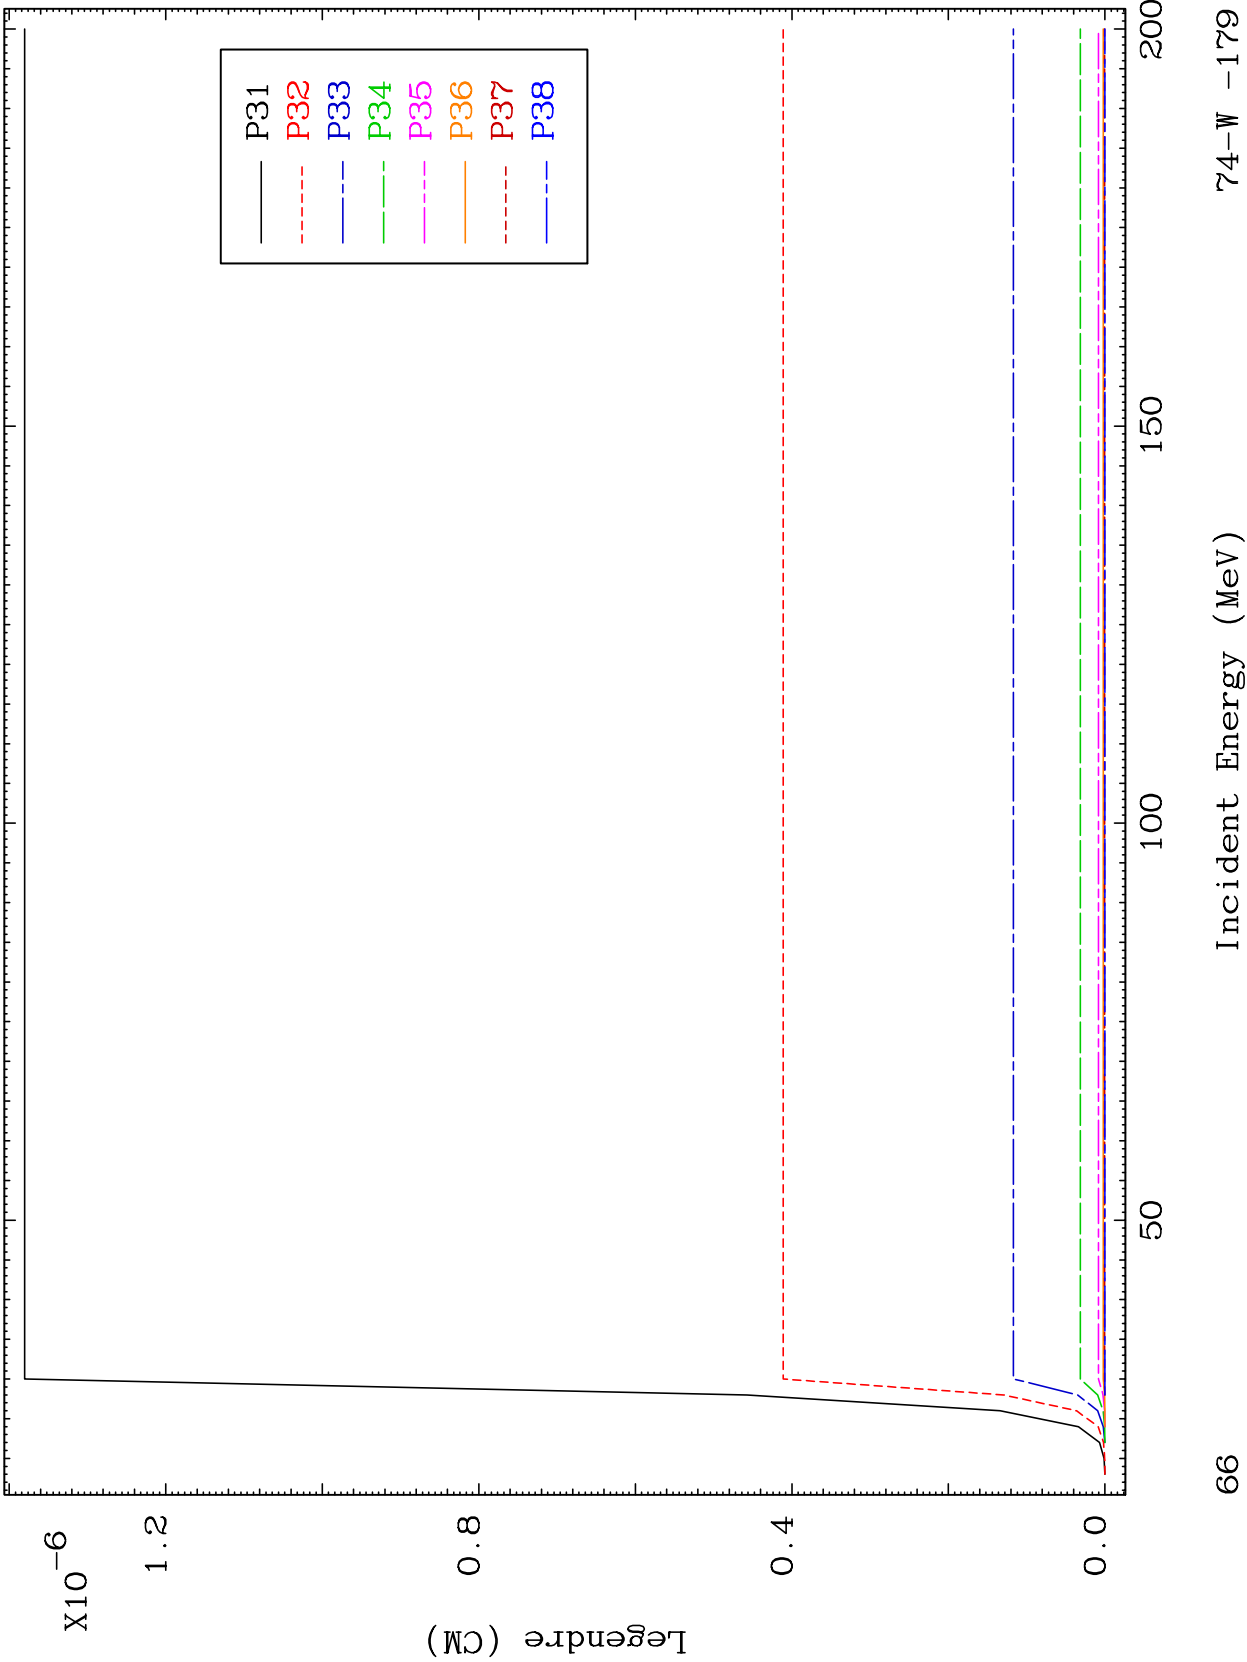 X10-6
1.2
0.8
0.4
0.0
Legendre (CM)
P31
P32
P33
P34
P35
P36
P37
P38
50
100
150
200
66
Incident Energy (MeV)
74-W -179